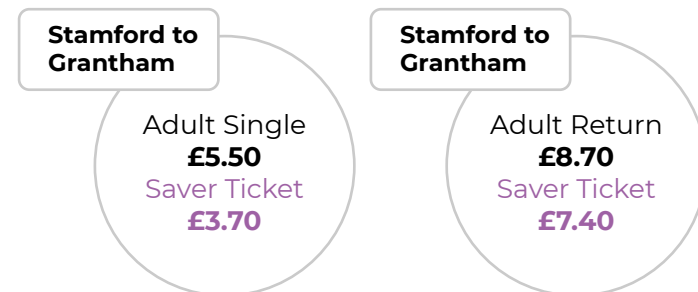 Stamford to
Grantham
Adult Single
£5.50
Saver Ticket
£3.70
Stamford to
Grantham
Adult Return
£8.70
Saver Ticket
£7.40